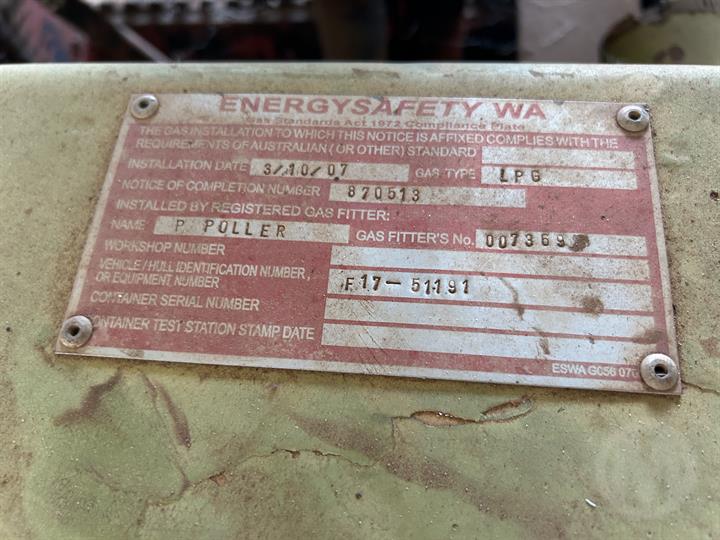 ENERGYSAFETY WA
Gas Standards Act 1972 Compliance Plate
THE GAS INSTALLATION TO WHICH THIS NOTICE IS AFFIXED COMPLIES WITH THE
REQUIREMENTS OF AUSTRALIAN ( OR OTHER ) STANDARD
INSTALLATION DATE 3/10/07 GAS TYPE LPG
NOTICE OF COMPLETION NUMBER 870513
INSTALLED BY REGISTERED GAS FITTER:
NAME P POLLER GAS FITTER'S No. 007369
WORKSHOP NUMBER
VEHICLE / HULL IDENTIFICATION NUMBER,
OR EQUIPMENT NUMBER F17-51191
CONTAINER SERIAL NUMBER
CONTAINER TEST STATION STAMP DATE
ESWA G056 07